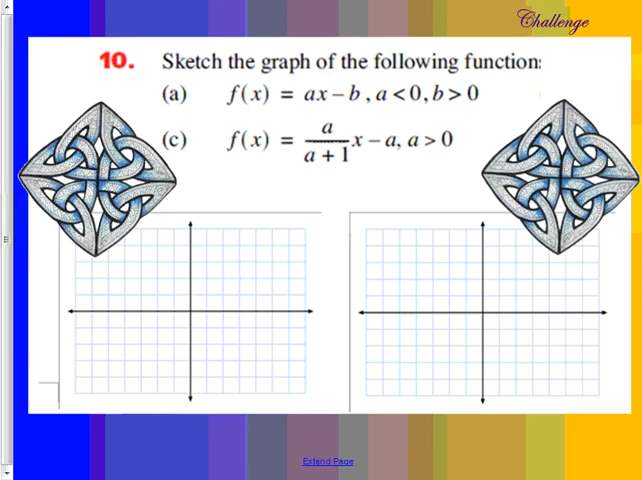 Challenge
10. Sketch the graph of the following function:
(a) f(x) = ax – b, a < 0, b > 0
(c) f(x) = a/(a + 1) x – a, a > 0
Extend Page